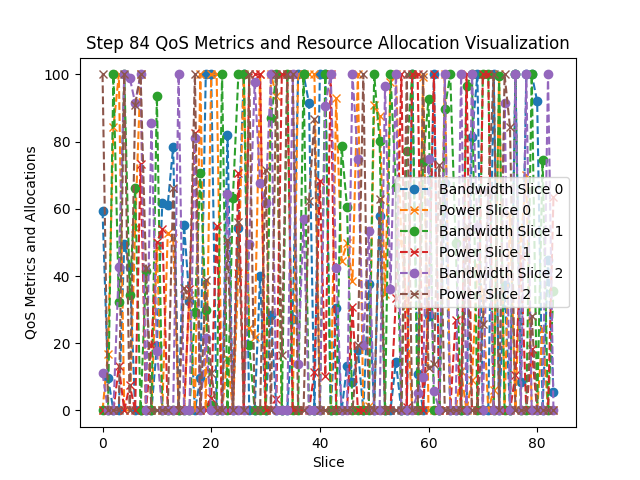 Step 84 QoS Metrics and Resource Allocation Visualization
100
80
60
40
20
0
QoS Metrics and Allocations
Bandwidth Slice 0
Power Slice 0
Bandwidth Slice 1
Power Slice 1
Bandwidth Slice 2
Power Slice 2
0 20 40 60 80
Slice